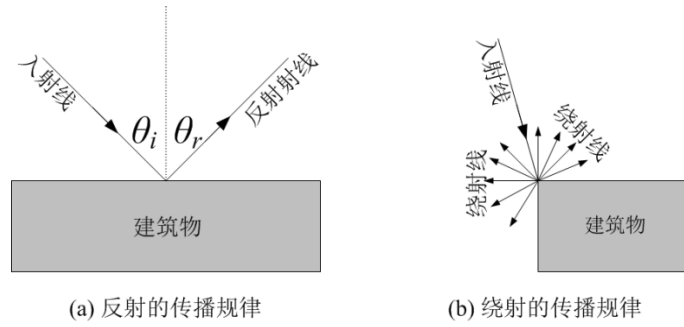 入射线
θi
θr
反射射线
建筑物
(a) 反射的传播规律
入射线
绕射线
绕射线
建筑物
(b) 绕射的传播规律